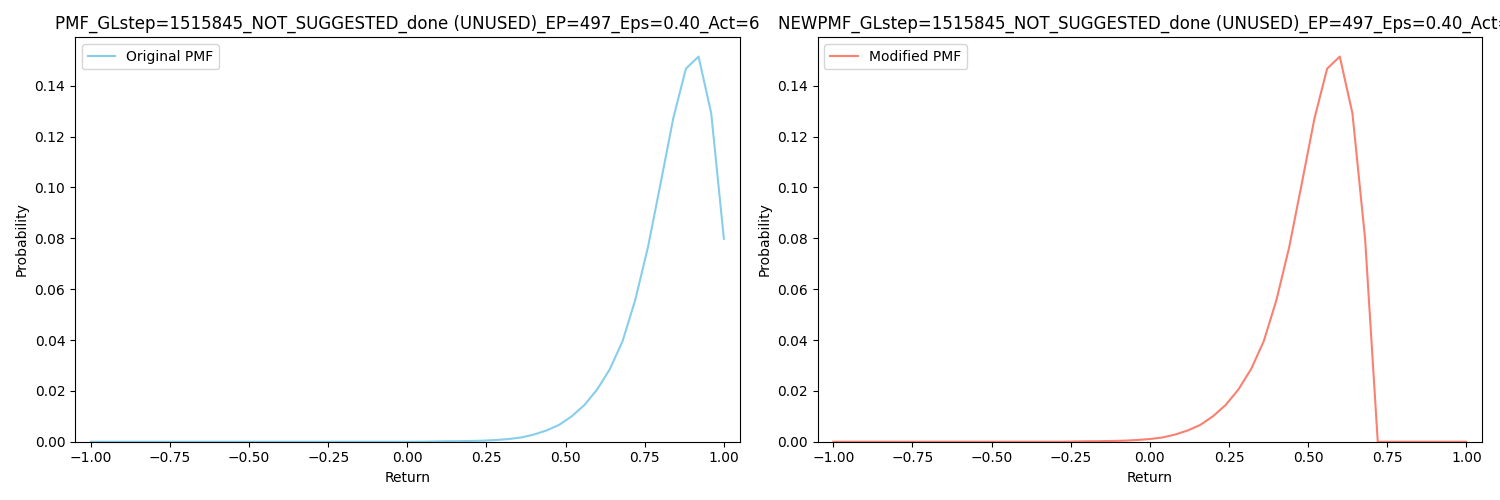 PMF_GLstep=1515845_NOT_SUGGESTED_done (UNUSED)_EP=497_Eps=0.40_Act=6
Original PMF
Probability
0.14
0.12
0.10
0.08
0.06
0.04
0.02
0.00
−1.00 −0.75 −0.50 −0.25 0.00 0.25 0.50 0.75 1.00
Return
NEWPMF_GLstep=1515845_NOT_SUGGESTED_done (UNUSED)_EP=497_Eps=0.40_Act=
Modified PMF
Probability
0.14
0.12
0.10
0.08
0.06
0.04
0.02
0.00
−1.00 −0.75 −0.50 −0.25 0.00 0.25 0.50 0.75 1.00
Return